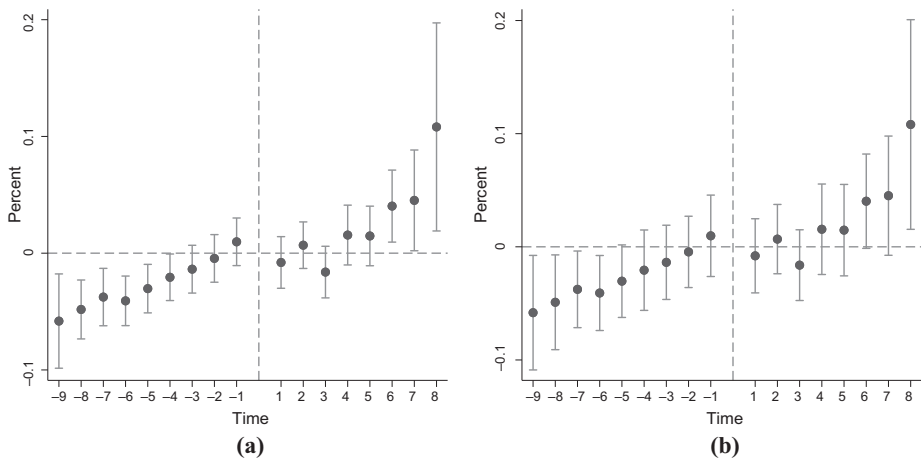 0.2
0.1
0
–0.1
Percent
–9 –8 –7 –6 –5 –4 –3 –2 –1 1 2 3 4 5 6 7 8
Time
(a)
0.2
0.1
0
–0.1
Percent
–9 –8 –7 –6 –5 –4 –3 –2 –1 1 2 3 4 5 6 7 8
Time
(b)